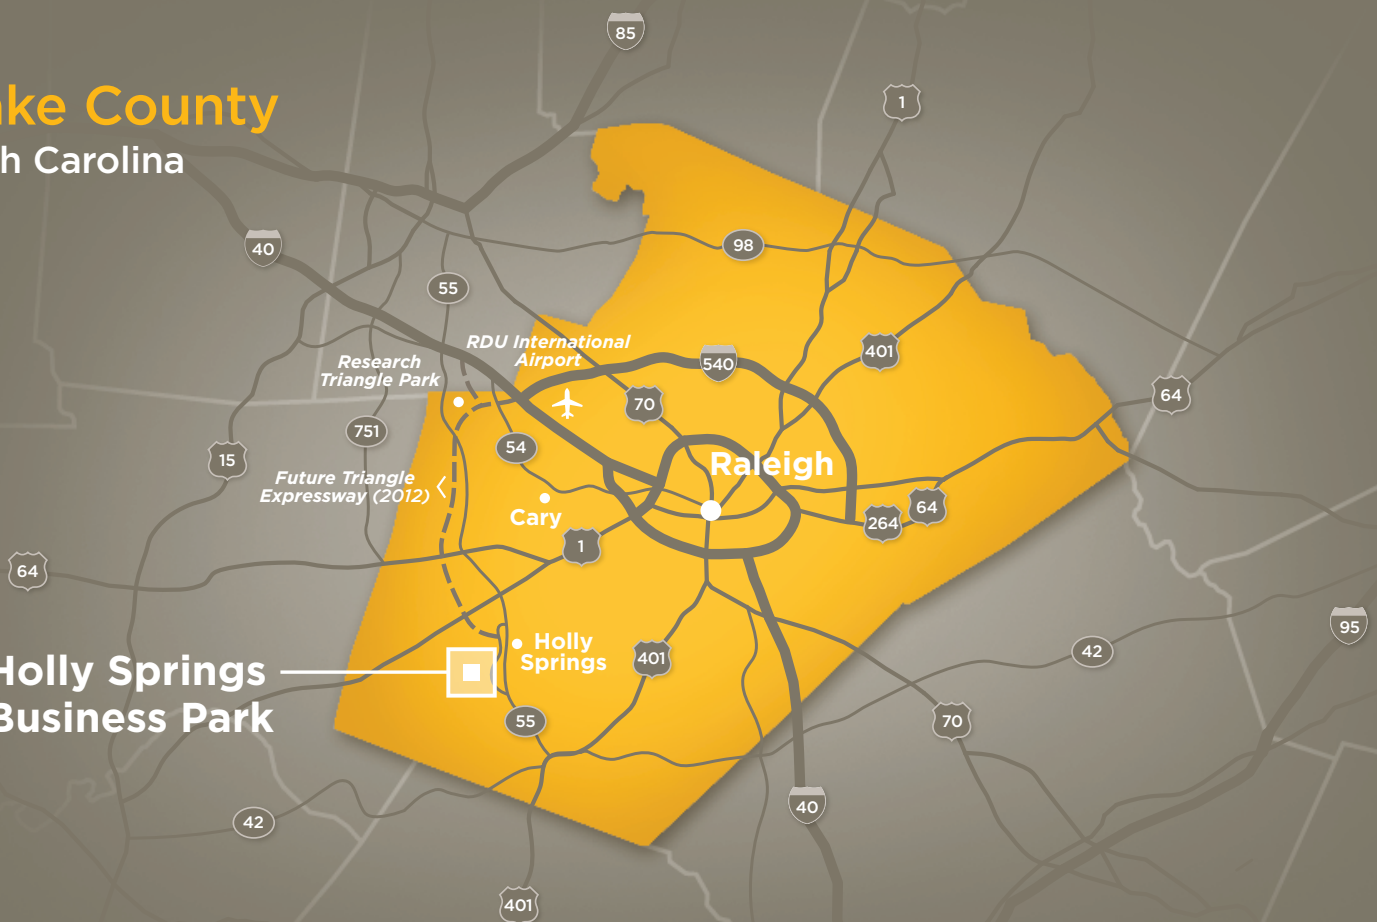 85
1
ake County
h Carolina
40
98
55
RDU International
Airport
540
401
Research
Triangle Park
70
64
751
54
15
Raleigh
Future Triangle
Expressway (2012)
Cary
264
64
1
64
Holly
Springs
401
42
95
Holly Springs
Business Park
55
70
40
42
401